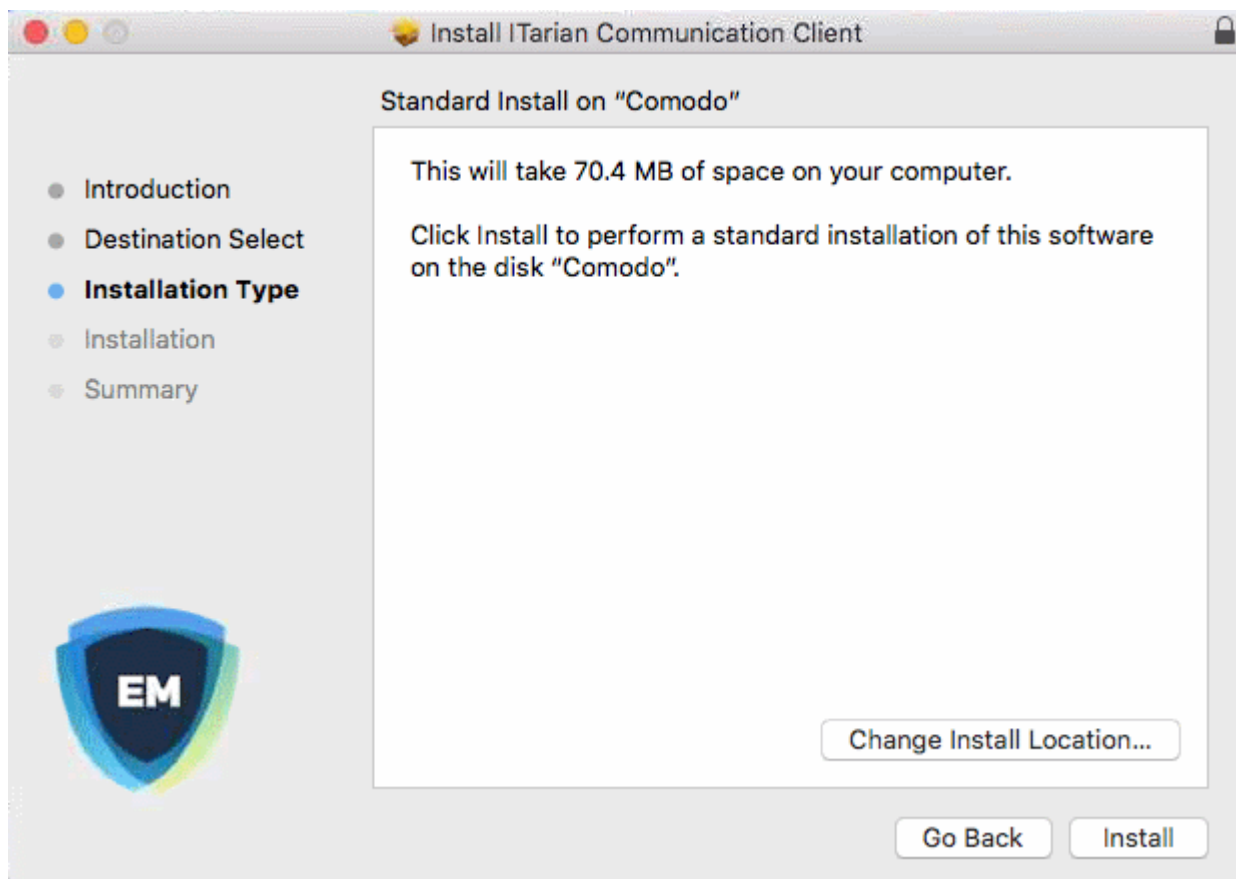 Install ITarian Communication Client
Standard Install on "Comodo"
Introduction
Destination Select
Installation Type
Installation
Summary
This will take 70.4 MB of space on your computer.
Click Install to perform a standard installation of this software
on the disk "Comodo".
EM
Change Install Location...
Go Back
Install